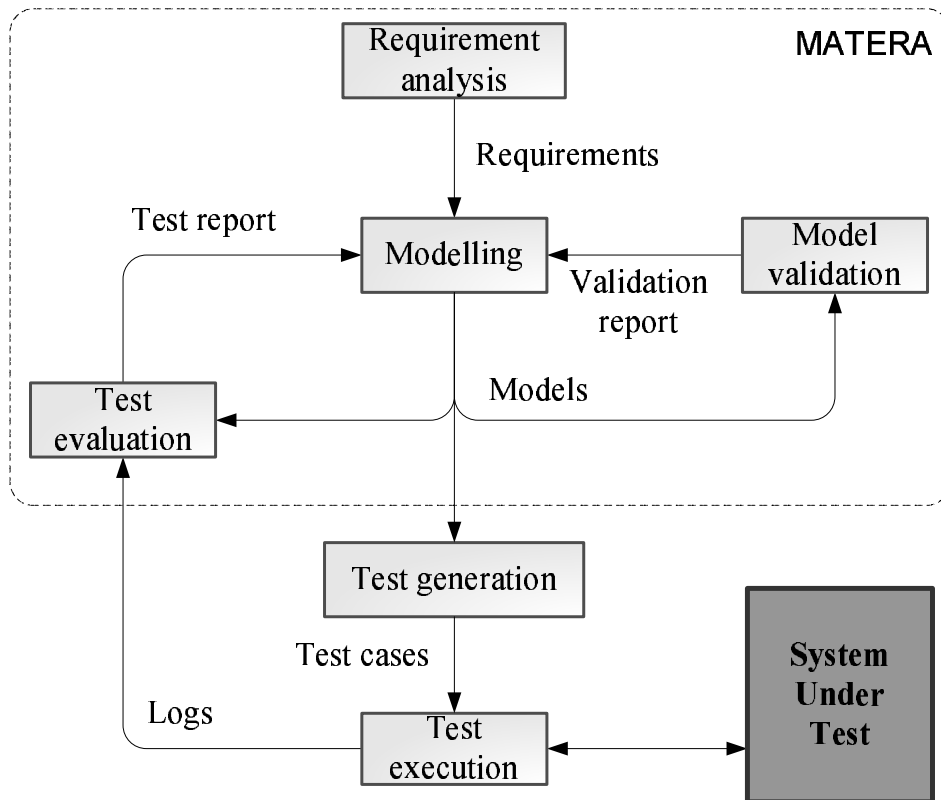 MATERA
Requirement
analysis
Requirements
Test report
Modelling
Model
validation
Validation
report
Models
Test
evaluation
Test generation
Test cases
System
Under
Test
Logs
Test
execution